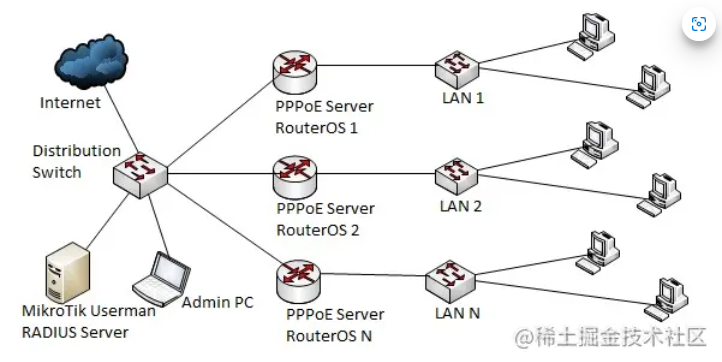 Internet
Distribution
Switch
MikroTik Userman
RADIUS Server
Admin PC
PPPoE Server
RouterOS 1
LAN 1
PPPoE Server
RouterOS 2
LAN 2
PPPoE Server
RouterOS N
LAN N
@稀土掘金技术社区